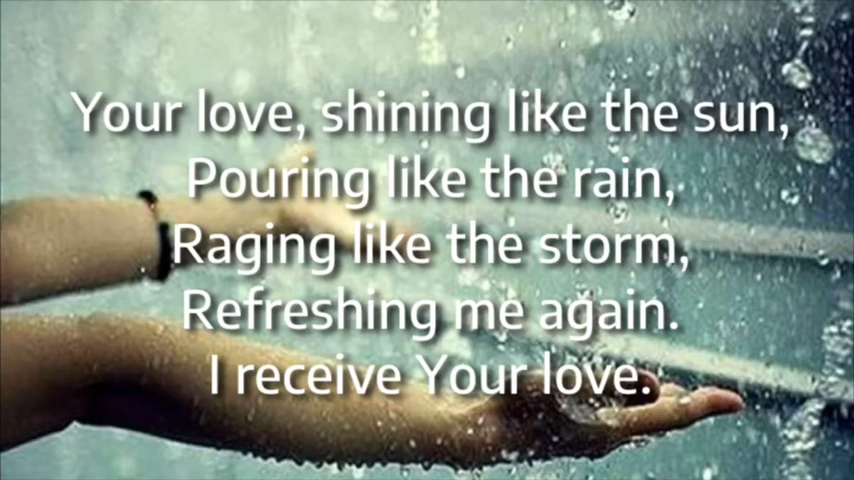 Your love, shining like the sun,
Pouring like the rain,
Raging like the storm,
Refreshing me again.
I receive Your love.